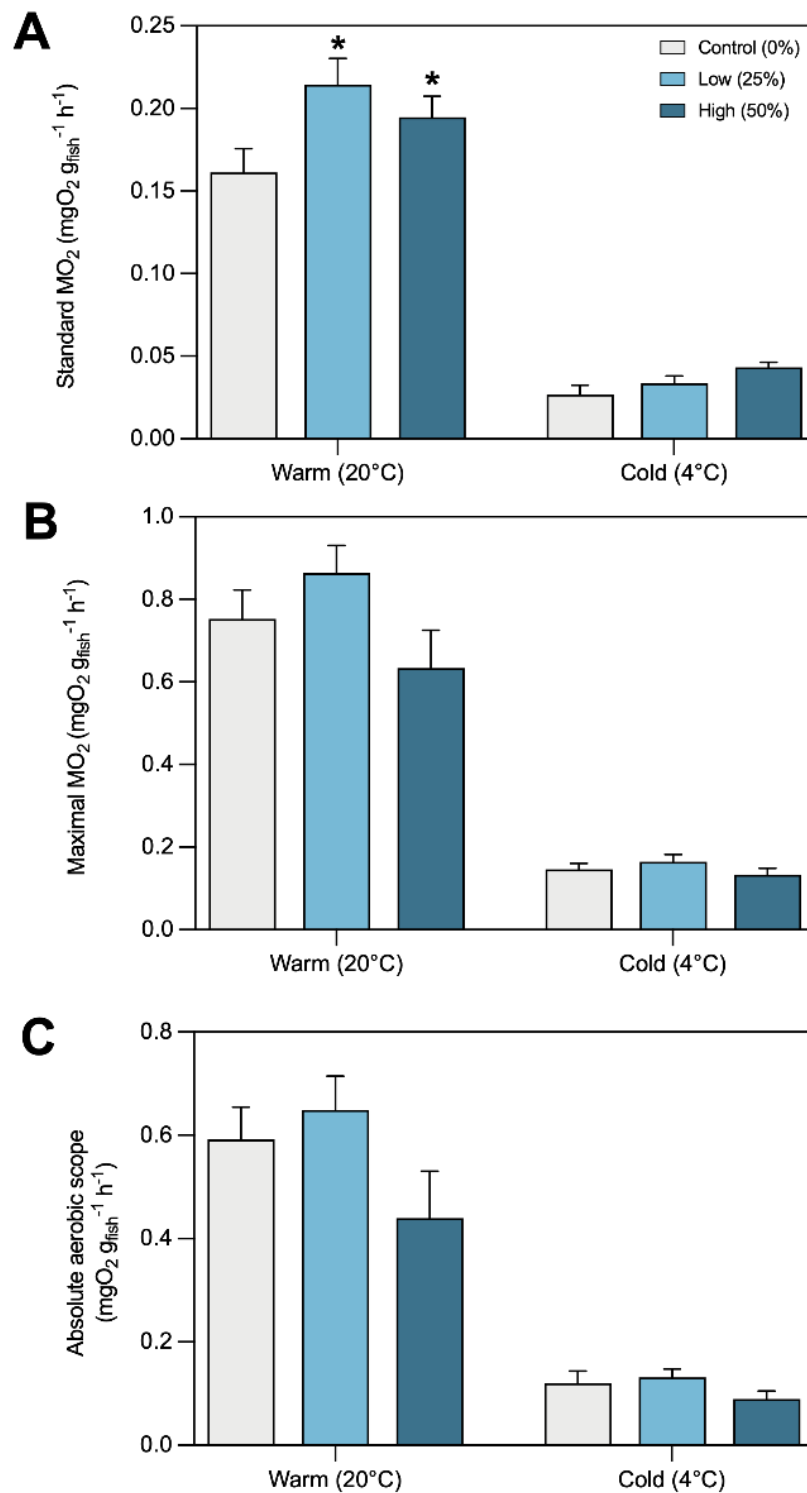 A
Standard MO₂ (mgO₂ g_fish⁻¹ h⁻¹)
0.25
0.20
0.15
0.10
0.05
0.00
* *
Control (0%)
Low (25%)
High (50%)
Warm (20°C) Cold (4°C)
B
Maximal MO₂ (mgO₂ g_fish⁻¹ h⁻¹)
1.0
0.8
0.6
0.4
0.2
0.0
Warm (20°C) Cold (4°C)
C
Absolute aerobic scope
(mgO₂ g_fish⁻¹ h⁻¹)
0.8
0.6
0.4
0.2
0.0
Warm (20°C) Cold (4°C)